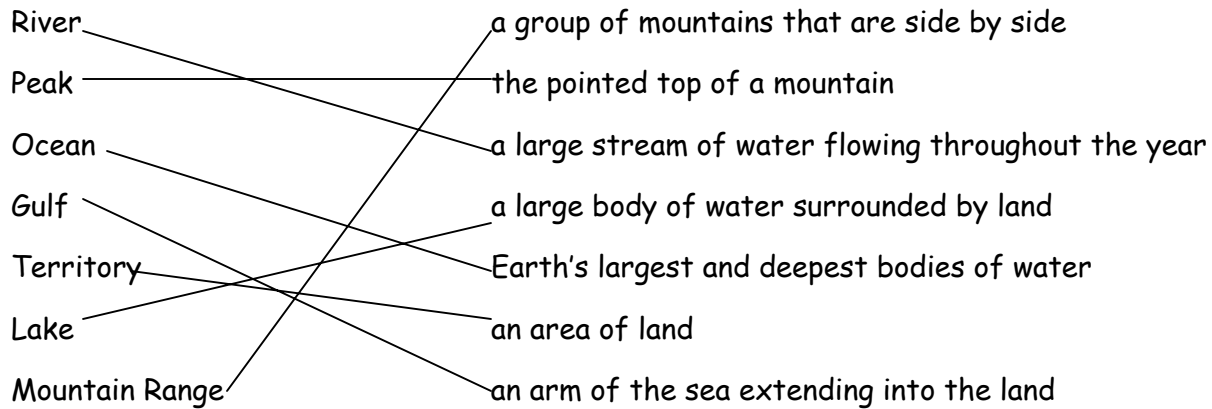 River a group of mountains that are side by side
Peak the pointed top of a mountain
Ocean a large stream of water flowing throughout the year
Gulf a large body of water surrounded by land
Territory Earth's largest and deepest bodies of water
Lake an area of land
Mountain Range an arm of the sea extending into the land